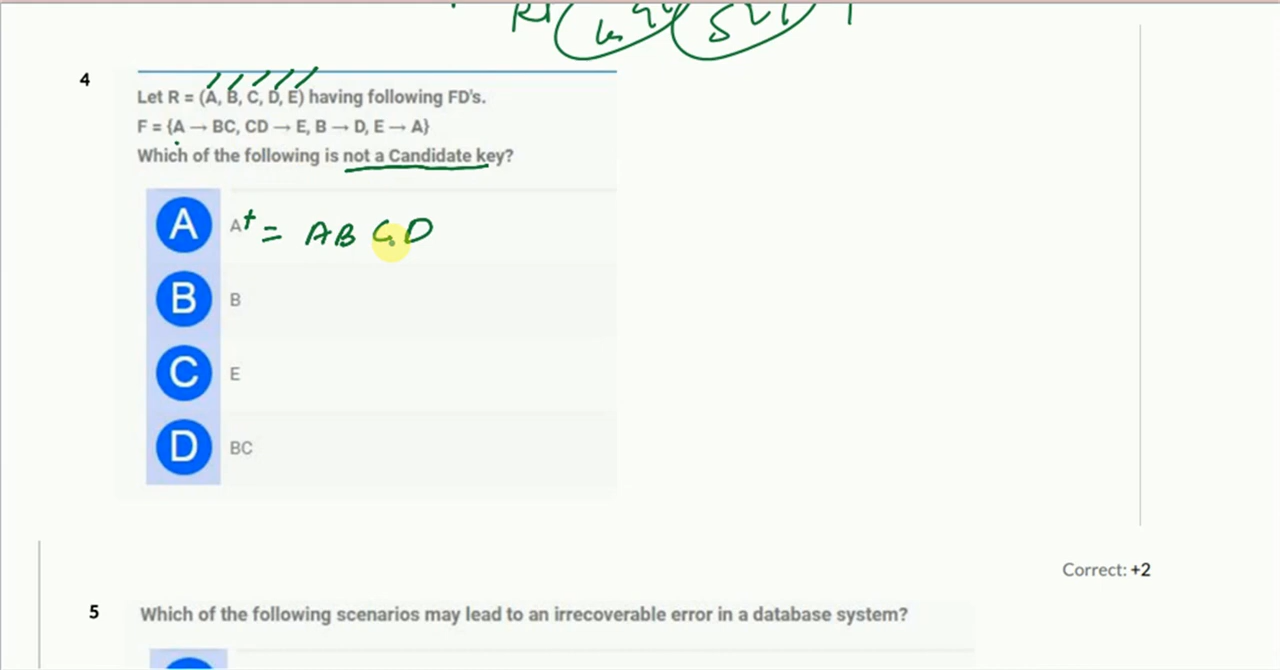 4
Let R = (A, B, C, D, E) having following FD's.
F = {A → BC, CD → E, B → D, E → A}
Which of the following is not a Candidate key?
A A+ = A B C D
B B
C E
D BC
Correct: +2
5 Which of the following scenarios may lead to an irrecoverable error in a database system?